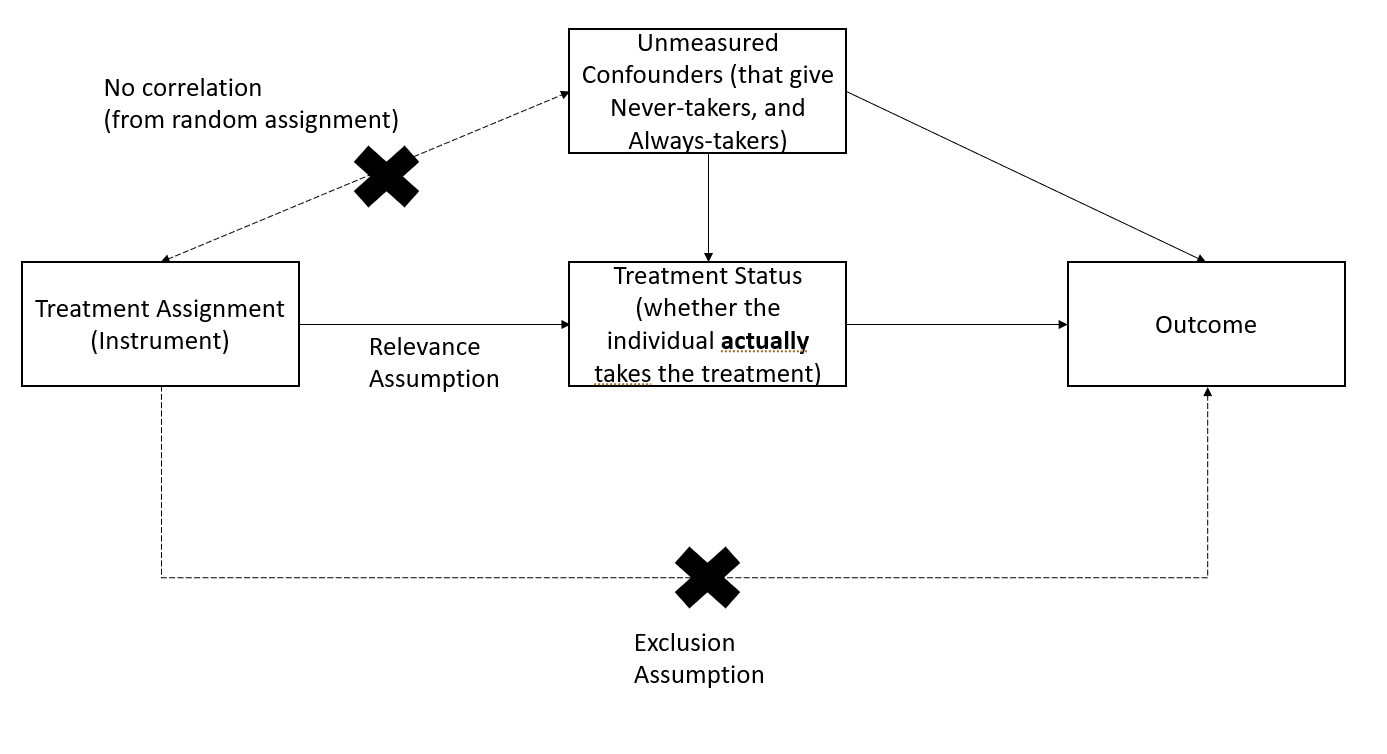 Unmeasured
Confounders (that give
Never-takers, and
Always-takers)
No correlation
(from random assignment)
Treatment Assignment
(Instrument)
Relevance
Assumption
Treatment Status
(whether the
individual actually
takes the treatment)
Outcome
Exclusion
Assumption